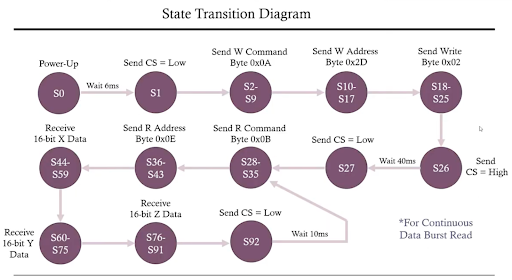 State Transition Diagram
Power-Up
S0
Wait 6ms
Send CS = Low
S1
Send W Command
Byte 0x0A
S2-
S9
Send W Address
Byte 0x2D
S10-
S17
Send Write
Byte 0x02
S18-
S25
Send
CS = High
S26
Wait 40ms
Send CS = Low
S27
Send R Command
Byte 0x0B
S28-
S35
Send R Address
Byte 0x0E
S36-
S43
Receive
16-bit X Data
S44-
S59
Receive
16-bit Y
Data
S60-
S75
Receive
16-bit Z Data
S76-
S91
Send CS = Low
S92
Wait 10ms
*For Continuous
Data Burst Read